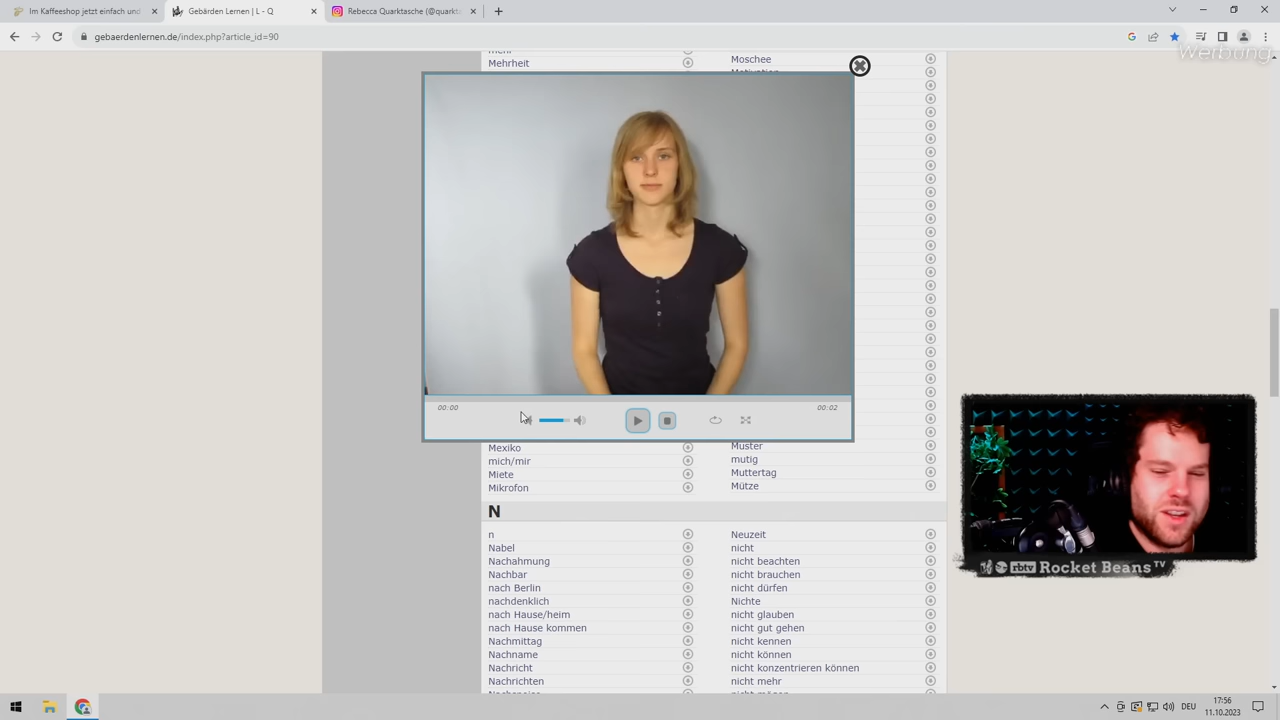 Im Kaffeeshop jetzt einfach und
Gebärden Lernen | L - Q
Rebecca Quarktasche (@quarkt
gebaerdenlernen.de/index.php?article_id=90
Werbung
Mehrheit
Moschee
Motivation
00:00
00:02
Mexiko
mich/mir
Miete
Mikrofon
Muster
mutig
Muttertag
Mütze
N
n
Nabel
Nachahmung
Nachbar
nach Berlin
nachdenklich
nach Hause/heim
nach Hause kommen
Nachmittag
Nachname
Nachricht
Nachrichten
Neuzeit
nicht
nicht beachten
nicht brauchen
nicht dürfen
Nichte
nicht glauben
nicht gut gehen
nicht kennen
nicht können
nicht konzentrieren können
nicht mehr
rbtv Rocket Beans TV
DEU
17:56
11.10.2023